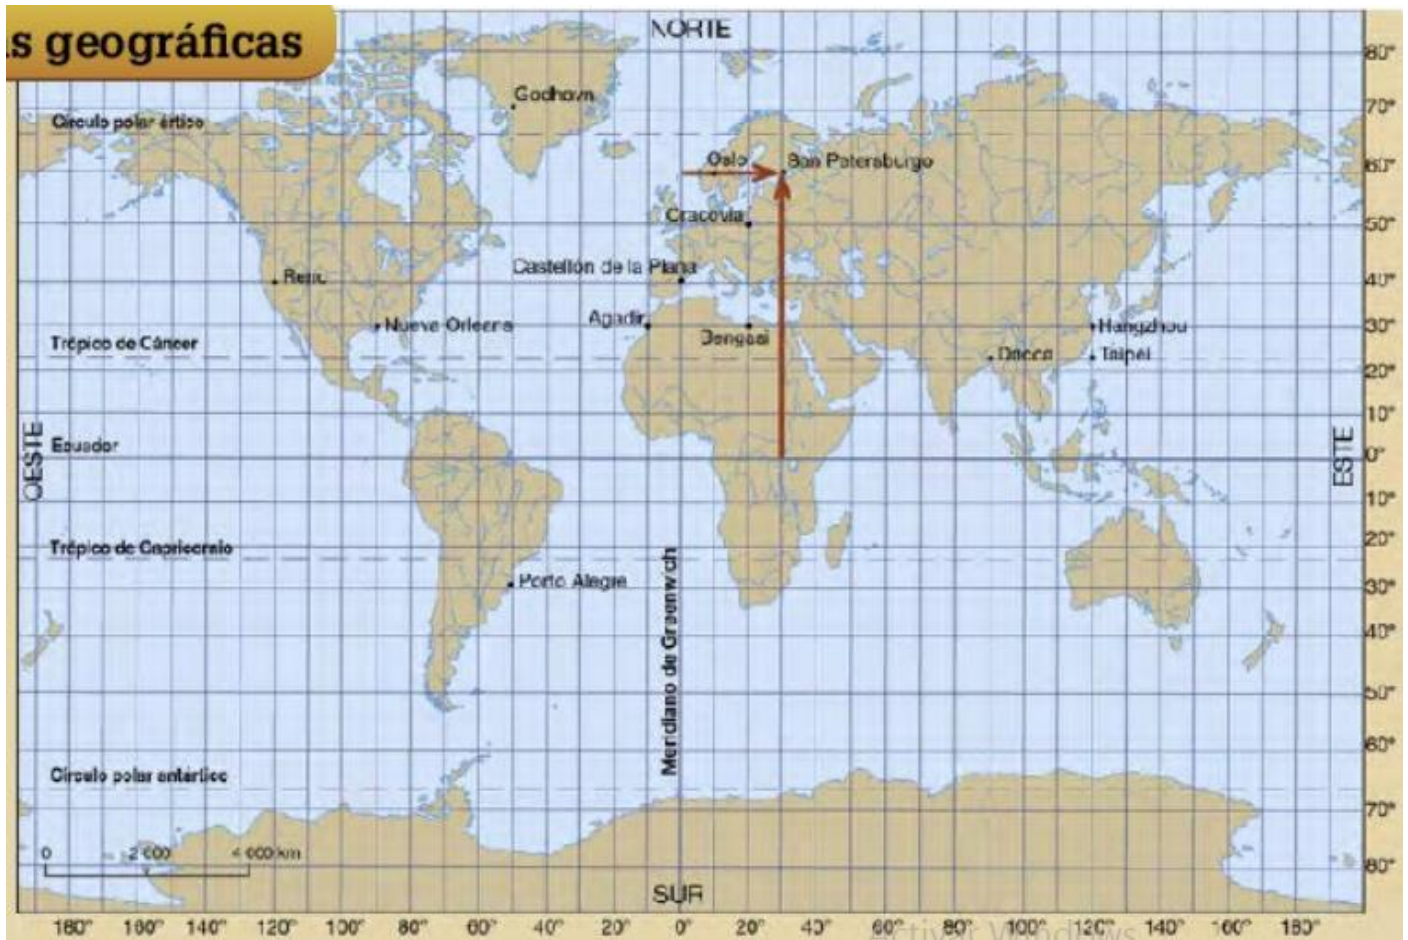 s geográficas
NORTE
80°
Godhavn
70°
Círculo polar ártico
Oslo
San Petersburgo
60°
Cracovia
50°
Castellón de la Plana
Reno
40°
Agadir
Nueva Orleans
Bengasi
Hangzhou
30°
Trópico de Cáncer
Dacca
Taipei
20°
10°
OESTE
Ecuador
ESTE
0°
10°
Trópico de Capricornio
20°
Porto Alegre
30°
Meridiano de Greenwich
40°
50°
60°
Círculo polar antártico
70°
0 2 000 4 000 km
80°
SUR
180° 160° 140° 120° 100° 80° 60° 40° 20° 0° 20° 40° 60° 80° 100° 120° 140° 160° 180°
Activar Windows